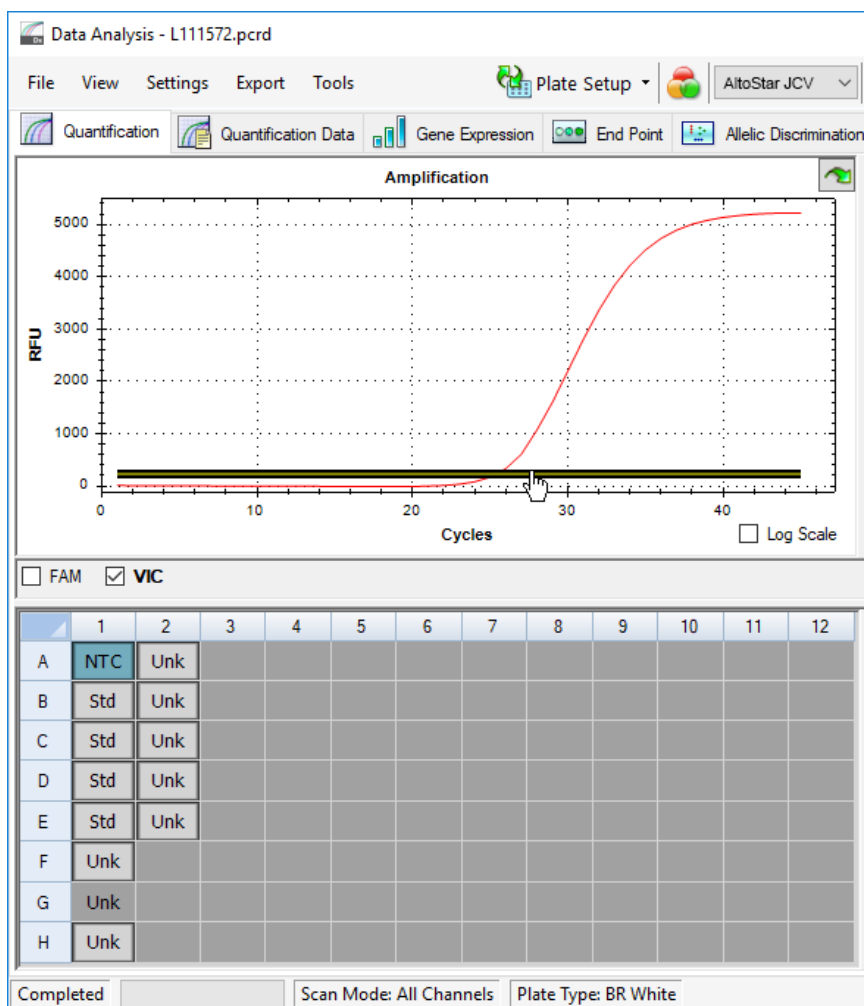 Data Analysis - L111572.pcrd
File View Settings Export Tools Plate Setup AltoStar JCV
Quantification Quantification Data Gene Expression End Point Allelic Discrimination
Amplification
5000
4000
3000
2000
1000
0
RFU
0 10 20 30 40
Cycles
Log Scale
FAM VIC
1 2 3 4 5 6 7 8 9 10 11 12
A NTC Unk
B Std Unk
C Std Unk
D Std Unk
E Std Unk
F Unk
G Unk
H Unk
Completed Scan Mode: All Channels Plate Type: BR White